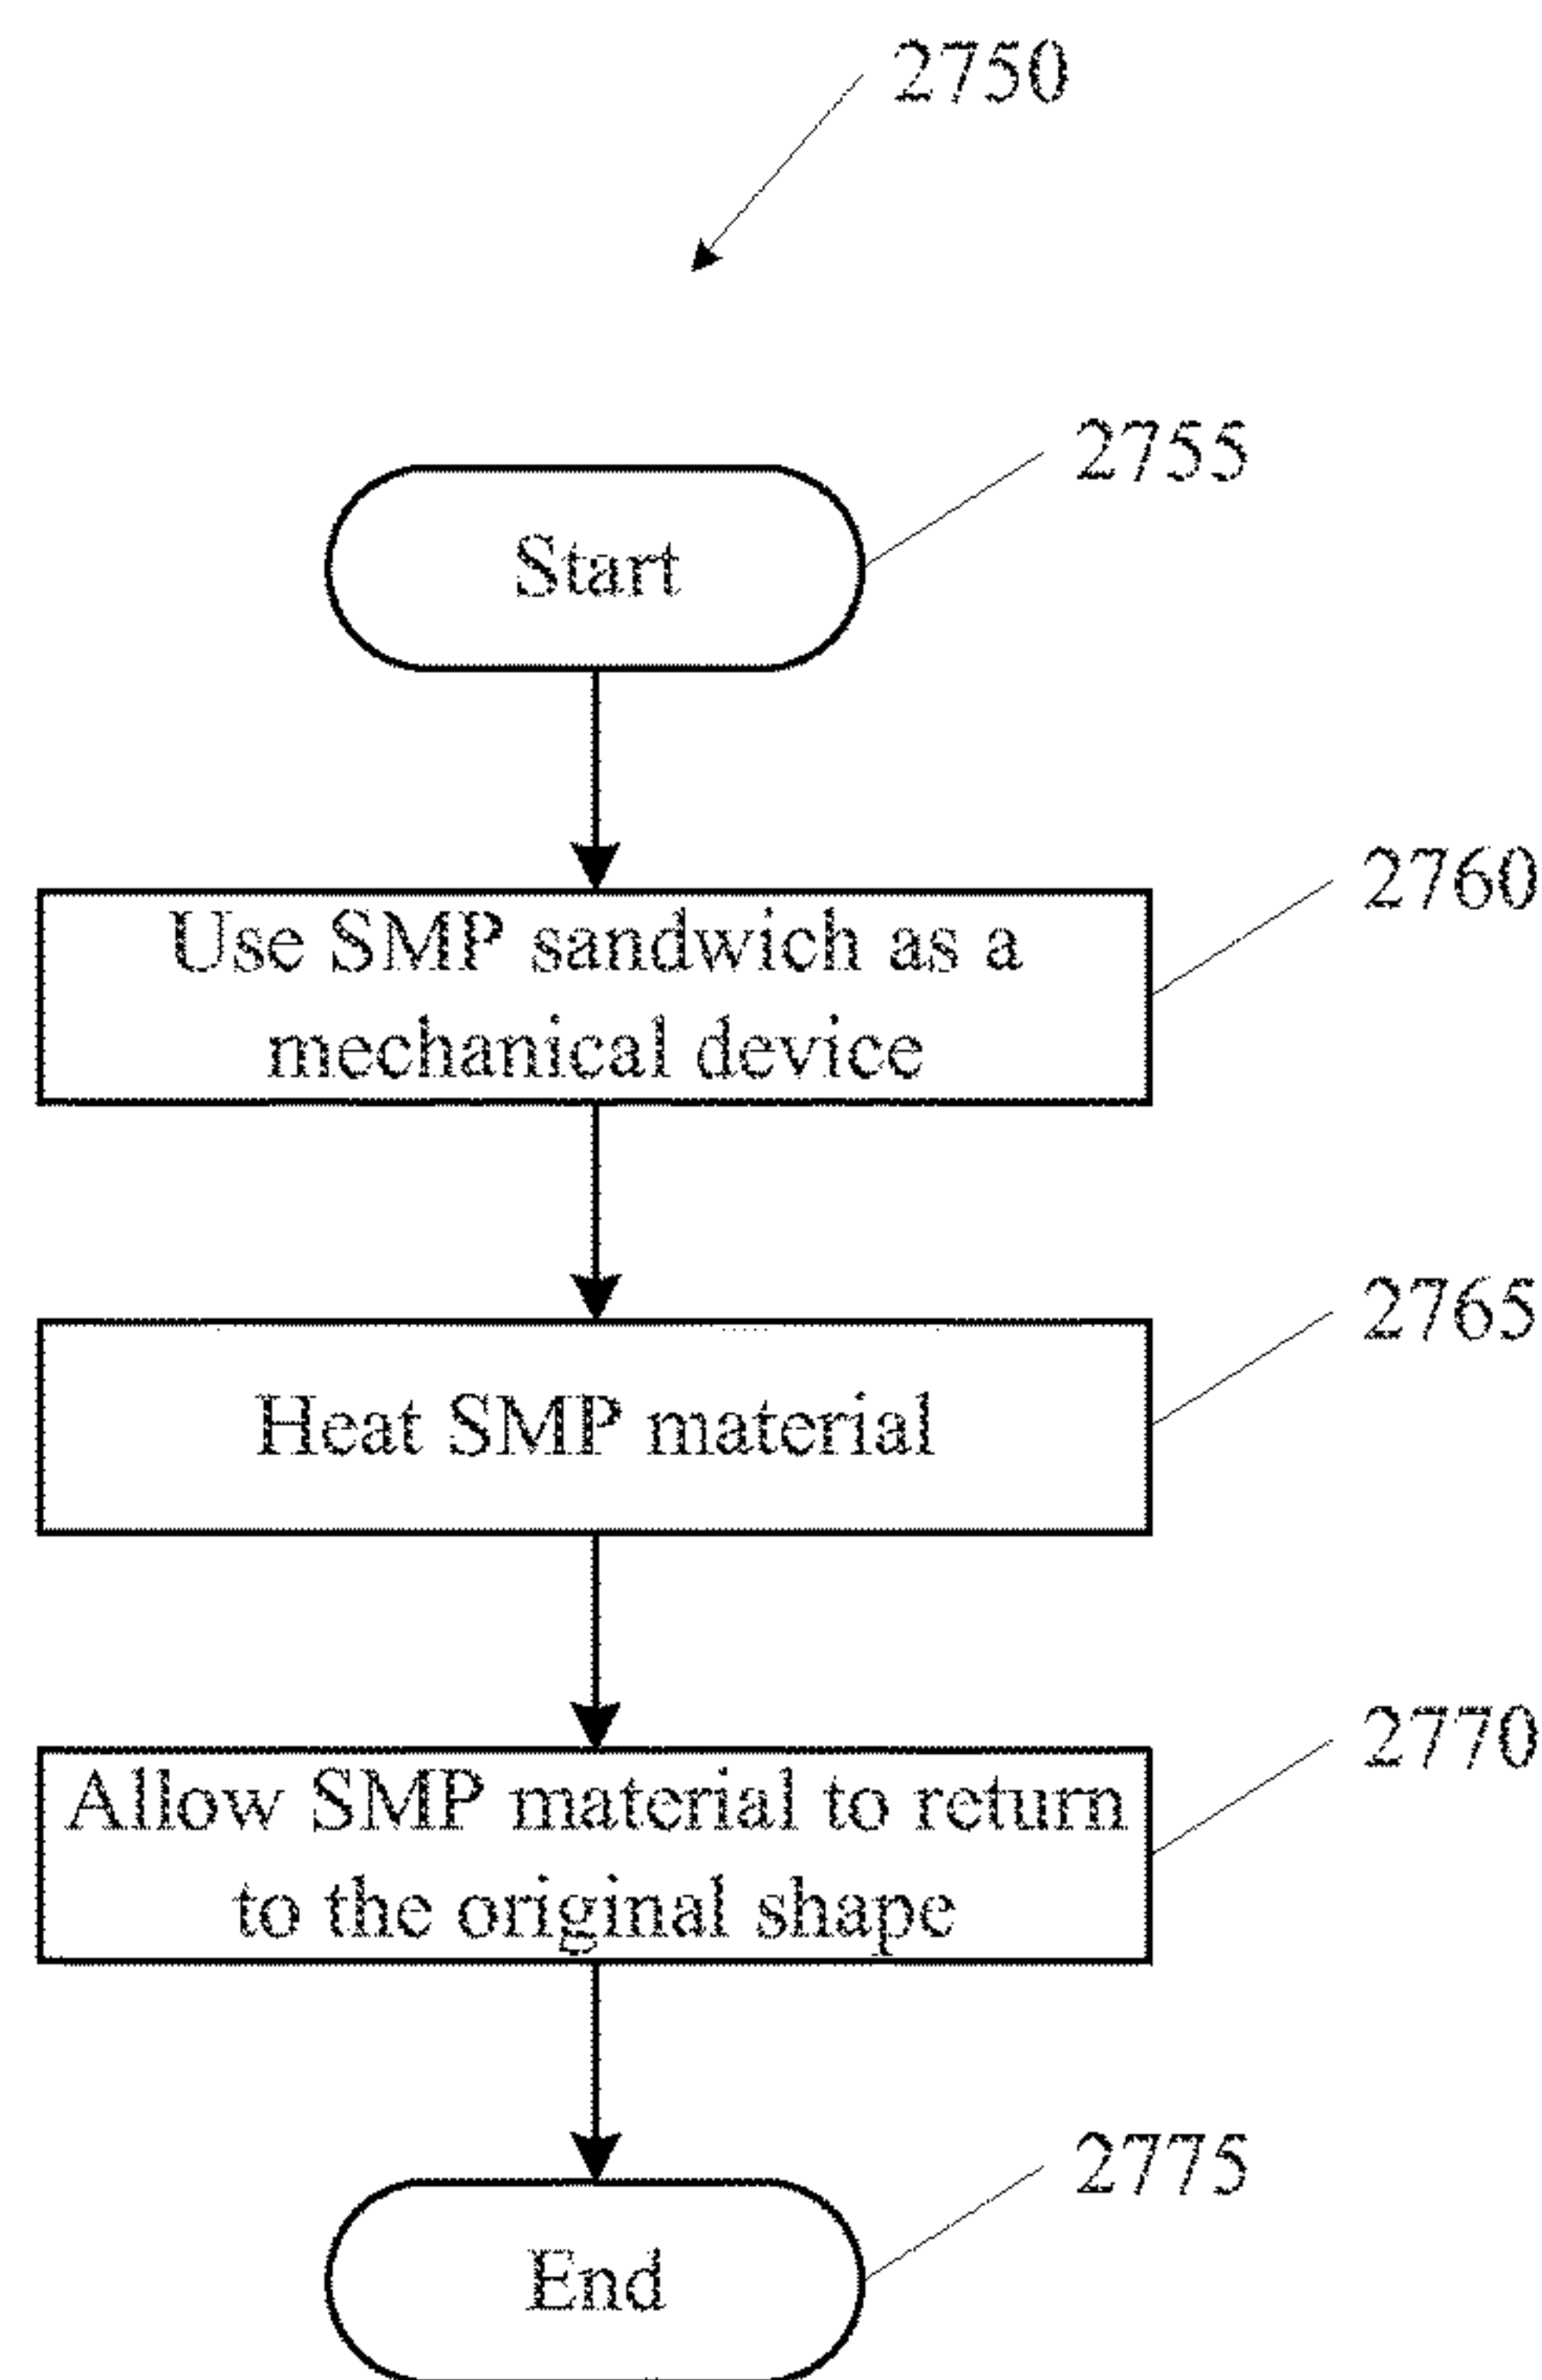 2750
2755
Start
2760
Use SMP sandwich as a
mechanical device
2765
Heat SMP material
2770
Allow SMP material to return
to the original shape
2775
End